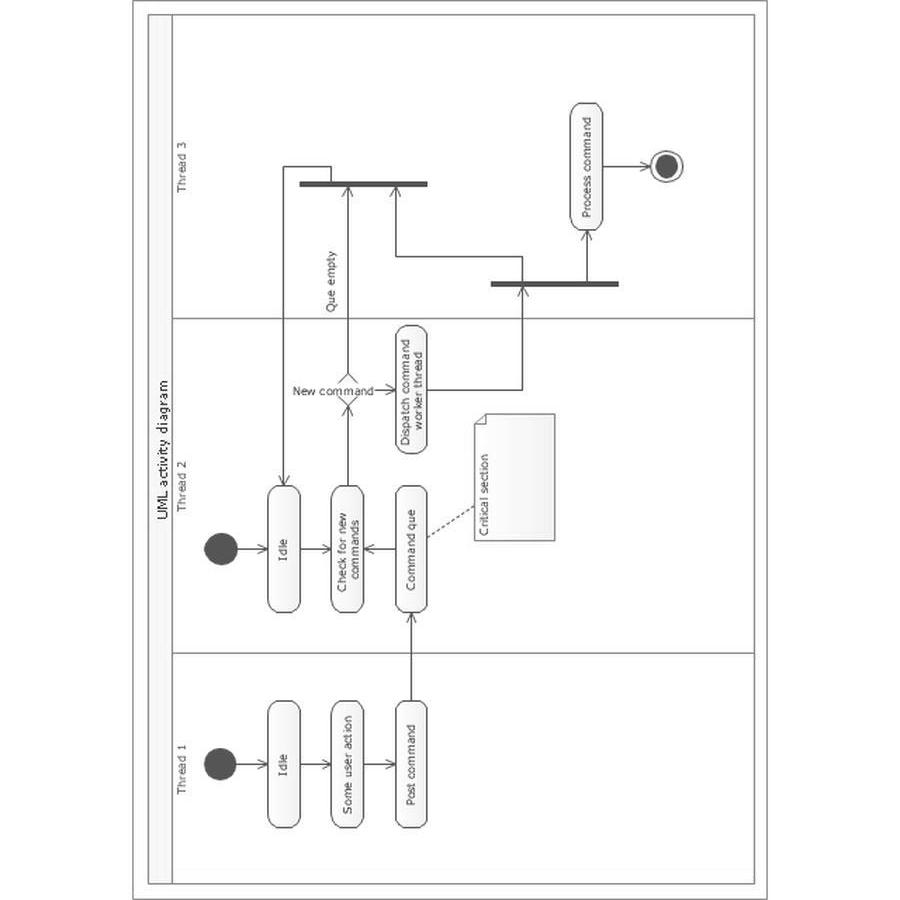 UML activity diagram
Thread 1
Thread 2
Thread 3
Idle
Some user action
Post command
Idle
Check for new
commands
Command que
Critical section
New command
Que empty
Dispatch command
worker thread
Process command